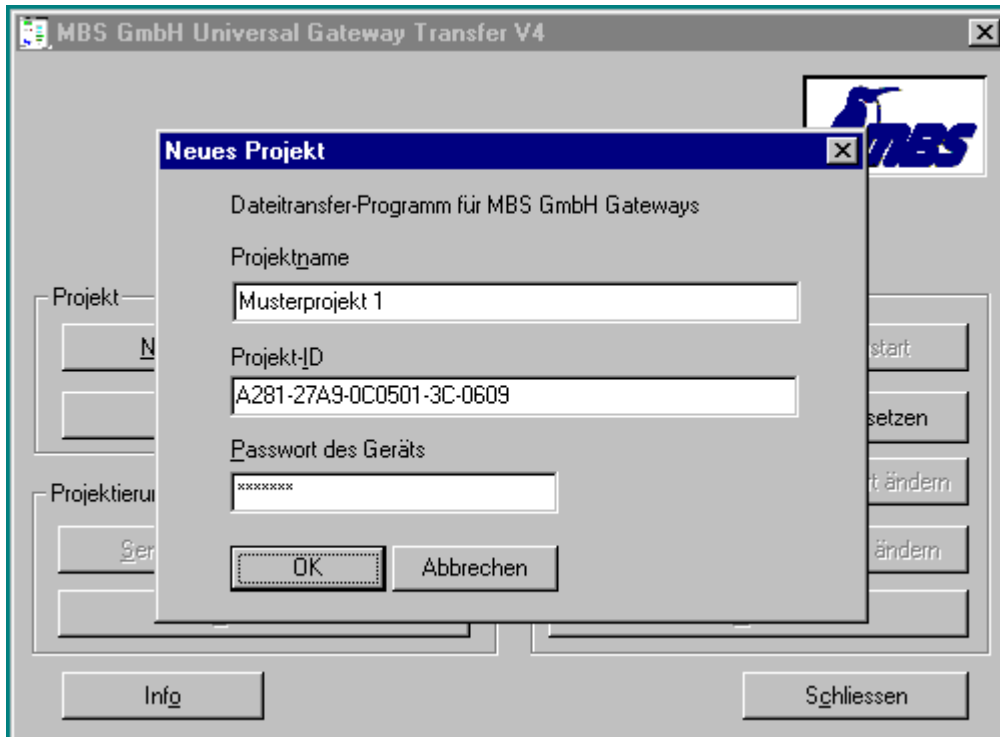 MBS GmbH Universal Gateway Transfer V4
MBS
Neues Projekt
Dateitransfer-Programm für MBS GmbH Gateways
Projektname
Musterprojekt 1
Projekt-ID
A281-27A9-0C0501-3C-0609
Passwort des Geräts
*******
OK
Abbrechen
Projekt
N
start
setzen
ändern
Ser
ändern
Info
Schliessen